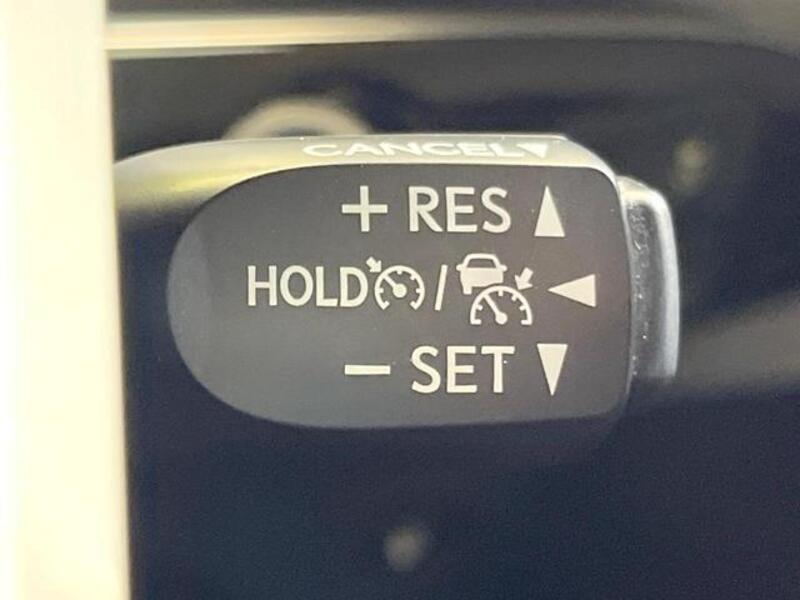 CANCEL▼
+ RES ▲
HOLD / ◀
− SET ▼